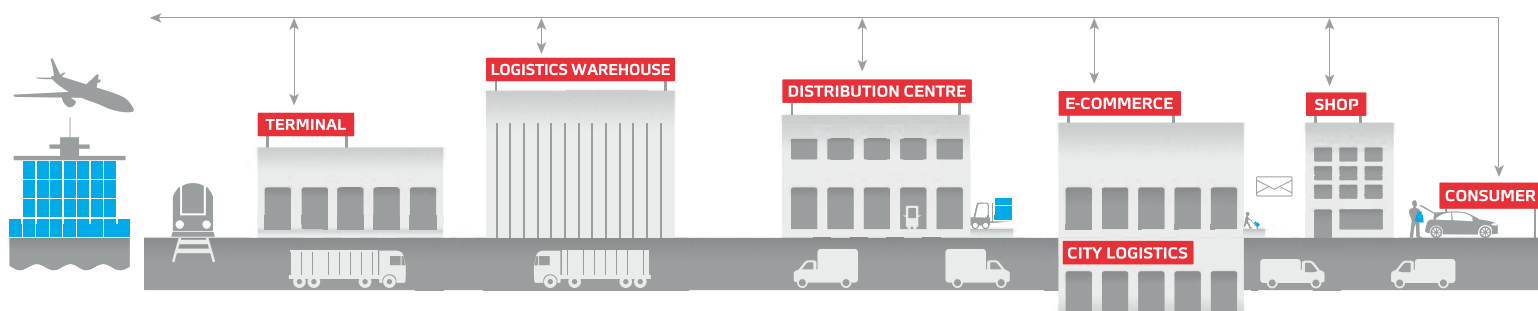 TERMINAL
LOGISTICS WAREHOUSE
DISTRIBUTION CENTRE
E-COMMERCE
CITY LOGISTICS
SHOP
CONSUMER